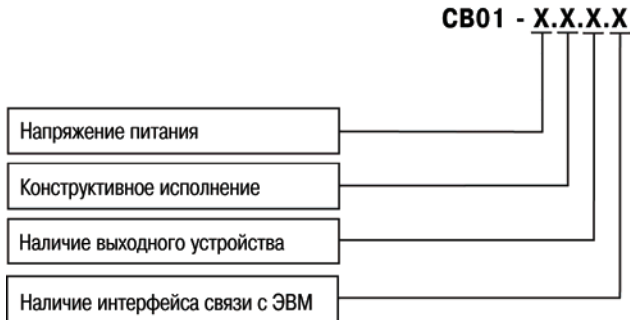 СВ01 - X.X.X.X
Напряжение питания
Конструктивное исполнение
Наличие выходного устройства
Наличие интерфейса связи с ЭВМ